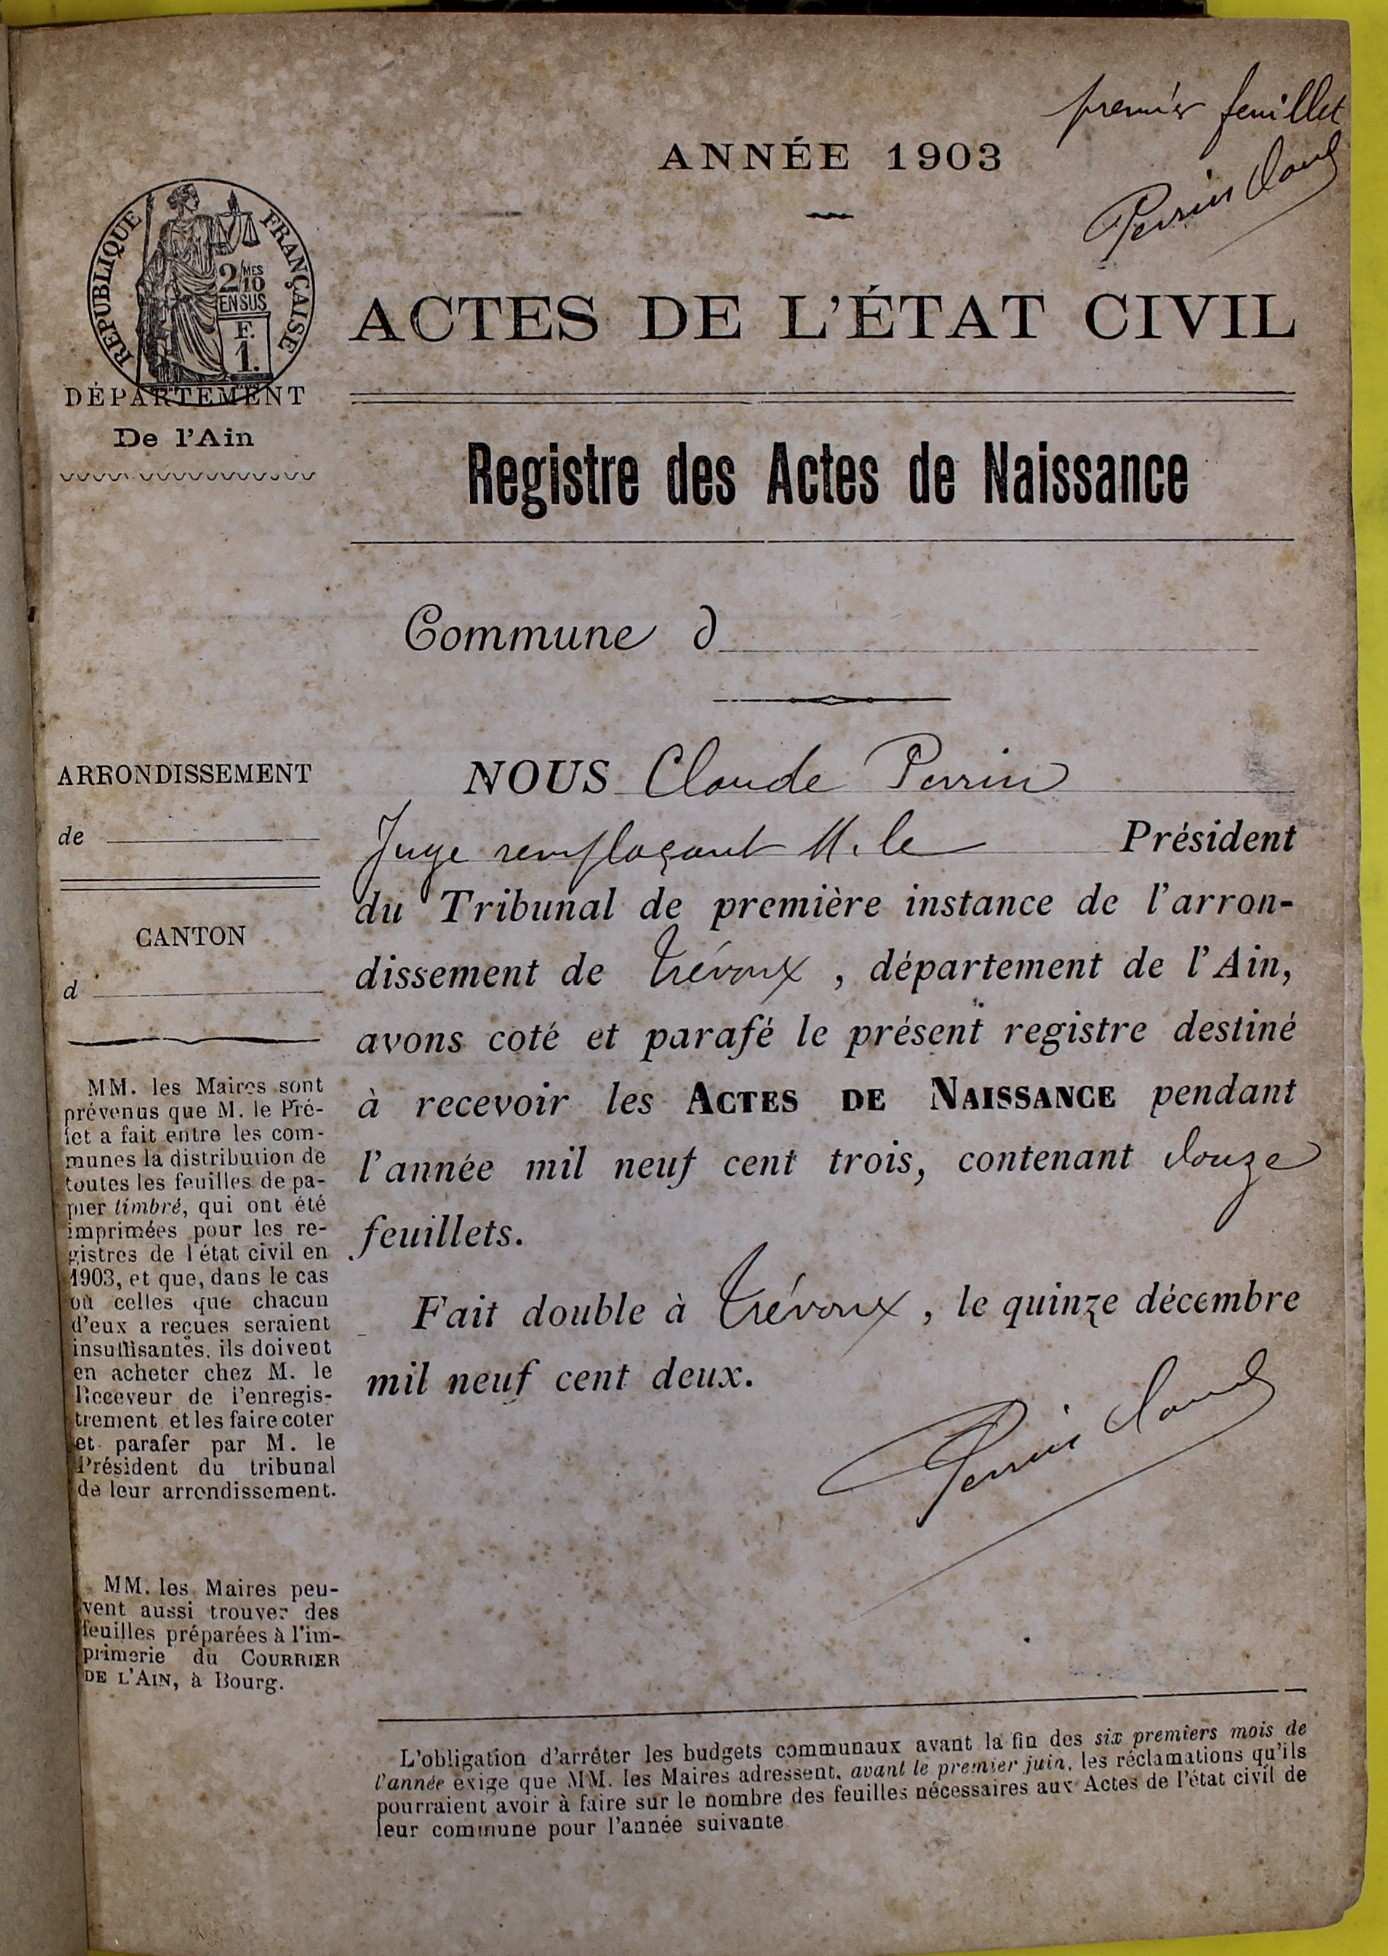 premier feuillet
Perrin Claude
ANNÉE 1903
RÉPUBLIQUE FRANÇAISE
2/10 MES
EN SUS
F.
1.
ACTES DE L'ÉTAT CIVIL
DÉPARTEMENT
De l'Ain
Registre des Actes de Naissance
Commune d
ARRONDISSEMENT
de
CANTON
d
MM. les Maires sont
prévenus que M. le Pré-
fet a fait entre les com-
munes la distribution de
toutes les feuilles de pa-
pier timbré, qui ont été
imprimées pour les re-
gistres de l'état civil en
1903, et que, dans le cas
où celles que chacun
d'eux a reçues seraient
insuffisantes, ils doivent
en acheter chez M. le
Receveur de l'enregis-
trement et les faire coter
et parafer par M. le
Président du tribunal
de leur arrondissement.
MM. les Maires peu-
vent aussi trouver des
feuilles préparées à l'im-
primerie du COURRIER
DE L'AIN, à Bourg.
NOUS Claude Perrin
Juge remplaçant M. le Président
du Tribunal de première instance de l'arron-
dissement de Trévoux, département de l'Ain,
avons coté et parafé le présent registre destiné
à recevoir les ACTES DE NAISSANCE pendant
l'année mil neuf cent trois, contenant douze
feuillets.
Fait double à Trévoux, le quinze décembre
mil neuf cent deux.
Perrin Claude
L'obligation d'arrêter les budgets communaux avant la fin des six premiers mois de
l'année exige que MM. les Maires adressent, avant le premier juin, les réclamations qu'ils
pourraient avoir à faire sur le nombre des feuilles nécessaires aux Actes de l'état civil de
leur commune pour l'année suivante